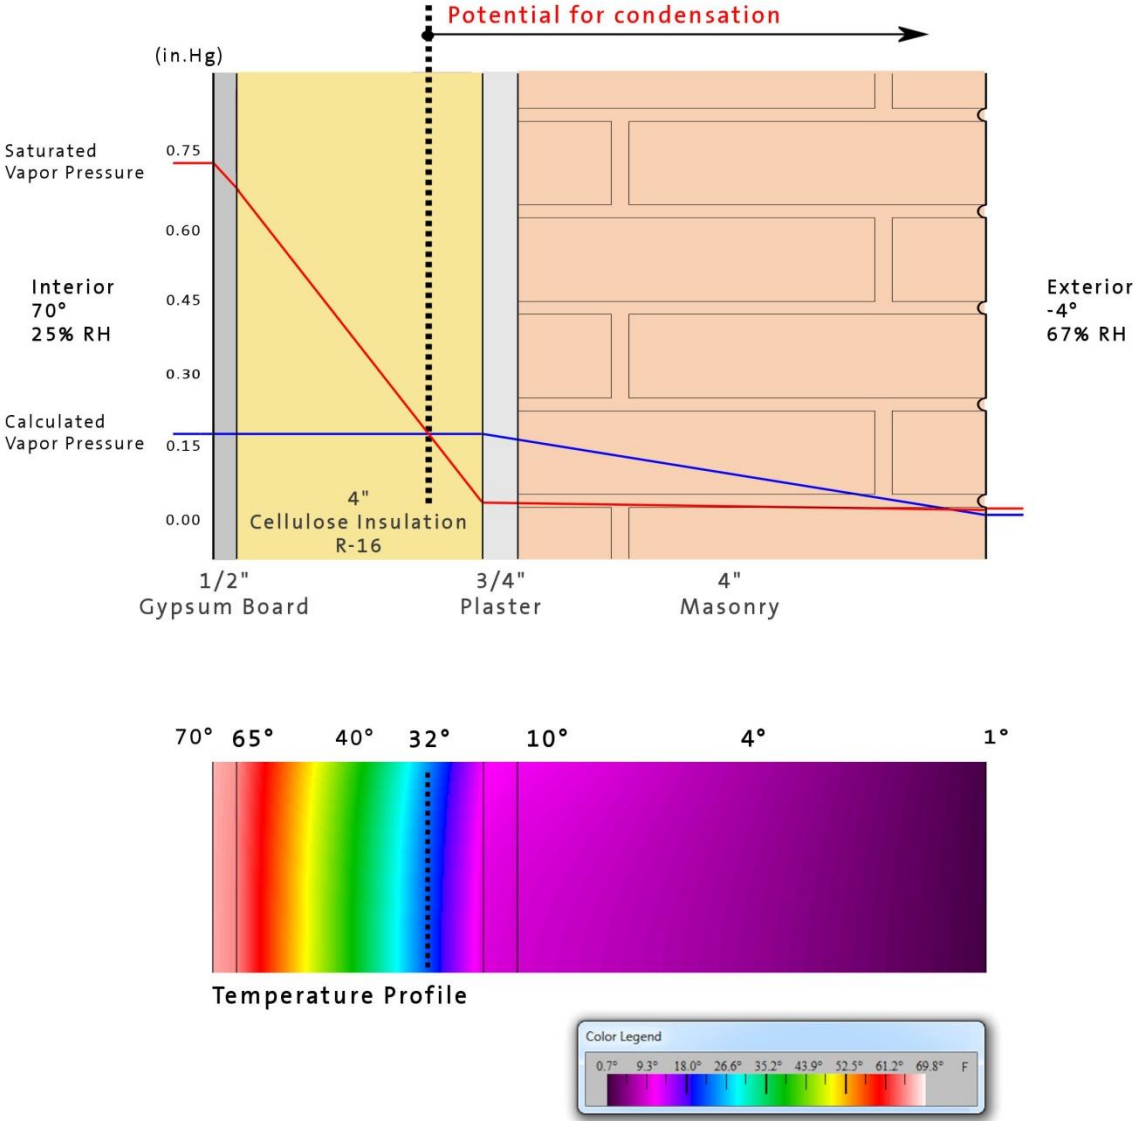 Potential for condensation
(in.Hg)
Saturated
Vapor Pressure
0.75
0.60
0.45
0.30
0.15
0.00
Interior
70°
25% RH
Exterior
-4°
67% RH
Calculated
Vapor Pressure
4"
Cellulose Insulation
R-16
1/2"
Gypsum Board
3/4"
Plaster
4"
Masonry
70° 65° 40° 32° 10° 4° 1°
Temperature Profile
Color Legend
0.7° 9.3° 18.0° 26.6° 35.2° 43.9° 52.5° 61.2° 69.8° F